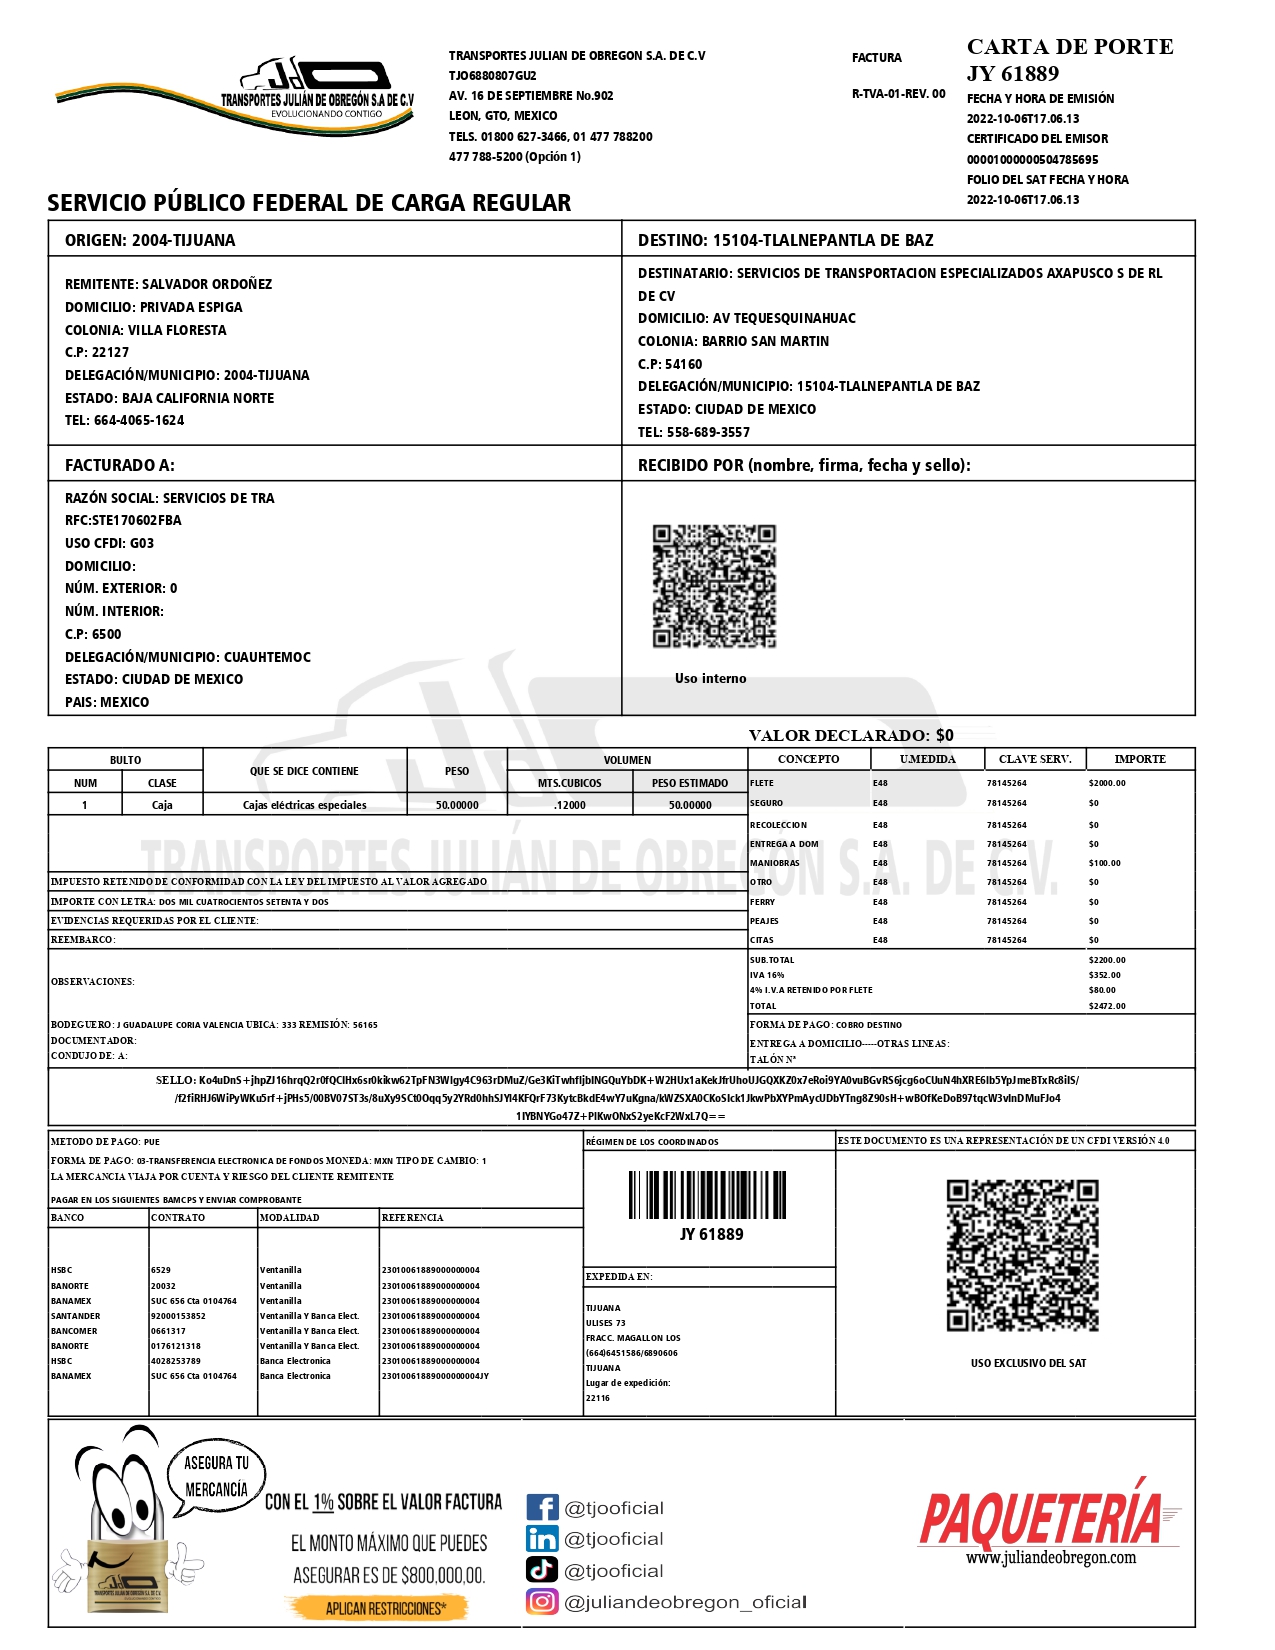 TRANSPORTES JULIÁN DE OBREGÓN S.A DE C.V
EVOLUCIONANDO CONTIGO
TRANSPORTES JULIAN DE OBREGON S.A. DE C.V
TJO6880807GU2
AV. 16 DE SEPTIEMBRE No.902
LEON, GTO, MEXICO
TELS. 01800 627-3466, 01 477 788200
477 788-5200 (Opción 1)
FACTURA
R-TVA-01-REV. 00
CARTA DE PORTE
JY 61889
FECHA Y HORA DE EMISIÓN
2022-10-06T17.06.13
CERTIFICADO DEL EMISOR
00001000000504785695
FOLIO DEL SAT FECHA Y HORA
2022-10-06T17.06.13
SERVICIO PÚBLICO FEDERAL DE CARGA REGULAR
ORIGEN: 2004-TIJUANA
REMITENTE: SALVADOR ORDOÑEZ
DOMICILIO: PRIVADA ESPIGA
COLONIA: VILLA FLORESTA
C.P: 22127
DELEGACIÓN/MUNICIPIO: 2004-TIJUANA
ESTADO: BAJA CALIFORNIA NORTE
TEL: 664-4065-1624
DESTINO: 15104-TLALNEPANTLA DE BAZ
DESTINATARIO: SERVICIOS DE TRANSPORTACION ESPECIALIZADOS AXAPUSCO S DE RL
DE CV
DOMICILIO: AV TEQUESQUINAHUAC
COLONIA: BARRIO SAN MARTIN
C.P: 54160
DELEGACIÓN/MUNICIPIO: 15104-TLALNEPANTLA DE BAZ
ESTADO: CIUDAD DE MEXICO
TEL: 558-689-3557
FACTURADO A:
RAZÓN SOCIAL: SERVICIOS DE TRA
RFC:STE170602FBA
USO CFDI: G03
DOMICILIO:
NÚM. EXTERIOR: 0
NÚM. INTERIOR:
C.P: 6500
DELEGACIÓN/MUNICIPIO: CUAUHTEMOC
ESTADO: CIUDAD DE MEXICO
PAIS: MEXICO
RECIBIDO POR (nombre, firma, fecha y sello):
Uso interno
VALOR DECLARADO: $0
BULTO QUE SE DICE CONTIENE PESO VOLUMEN
NUM CLASE MTS.CUBICOS PESO ESTIMADO
1 Caja Cajas eléctricas especiales 50.00000 .12000 50.00000
CONCEPTO U.MEDIDA CLAVE SERV. IMPORTE
FLETE E48 78145264 $2000.00
SEGURO E48 78145264 $0
RECOLECCION E48 78145264 $0
ENTREGA A DOM E48 78145264 $0
MANIOBRAS E48 78145264 $100.00
OTRO E48 78145264 $0
FERRY E48 78145264 $0
PEAJES E48 78145264 $0
CITAS E48 78145264 $0
SUB.TOTAL $2200.00
IVA 16% $352.00
4% I.V.A RETENIDO POR FLETE $80.00
TOTAL $2472.00
TRANSPORTES JULIÁN DE OBREGÓN S.A. DE C.V.
IMPUESTO RETENIDO DE CONFORMIDAD CON LA LEY DEL IMPUESTO AL VALOR AGREGADO
IMPORTE CON LETRA: DOS MIL CUATROCIENTOS SETENTA Y DOS
EVIDENCIAS REQUERIDAS POR EL CLIENTE:
REEMBARCO:
OBSERVACIONES:
BODEGUERO: J GUADALUPE CORIA VALENCIA UBICA: 333 REMISIÓN: 56165
DOCUMENTADOR:
CONDUJO DE: A:
FORMA DE PAGO: COBRO DESTINO
ENTREGA A DOMICILIO-----OTRAS LINEAS:
TALÓN N°
SELLO: Ko4uDnS+jhpZJ16hrqQ2r0fQCIHx6sr0kikw62TpFN3Wlgy4C963rDMuZ/Ge3KiTwhfIjbINGQuYbDK+W2HUx1aKekJfrUhoUJGQXKZ0x7eRoi9YA0vuBGvRS6jcg6oCUuN4hXRE6Ib5YpJmeBTxRc8iIS/
/f2fiRHJ6WiPyWKu5rf+jPHs5/00BV07ST3s/8uXy9SCt0Oqq5y2YRd0hhSJYI4KFQrF73KytcBkdE4wY7uKgna/kWZSXA0CKoSIck1JkwPbXYPmAycUDbYTng8Z90sH+wBOfKeDoB97tqcW3vInDMuFJo4
1IYBNYGo47Z+PIKwONxS2yeKcF2WxL7Q==
METODO DE PAGO: PUE
FORMA DE PAGO: 03-TRANSFERENCIA ELECTRONICA DE FONDOS MONEDA: MXN TIPO DE CAMBIO: 1
LA MERCANCIA VIAJA POR CUENTA Y RIESGO DEL CLIENTE REMITENTE
PAGAR EN LOS SIGUIENTES BAMCPS Y ENVIAR COMPROBANTE
BANCO CONTRATO MODALIDAD REFERENCIA
HSBC 6529 Ventanilla 23010061889000000004
BANORTE 20032 Ventanilla 23010061889000000004
BANAMEX SUC 656 Cta 0104764 Ventanilla 23010061889000000004
SANTANDER 92000153852 Ventanilla Y Banca Elect. 23010061889000000004
BANCOMER 0661317 Ventanilla Y Banca Elect. 23010061889000000004
BANORTE 0176121318 Ventanilla Y Banca Elect. 23010061889000000004
HSBC 4028253789 Banca Electronica 23010061889000000004
BANAMEX SUC 656 Cta 0104764 Banca Electronica 23010061889000000004JY
RÉGIMEN DE LOS COORDINADOS
JY 61889
EXPEDIDA EN:
TIJUANA
ULISES 73
FRACC. MAGALLON LOS
(664)6451586/6890606
TIJUANA
Lugar de expedición:
22116
ESTE DOCUMENTO ES UNA REPRESENTACIÓN DE UN CFDI VERSIÓN 4.0
USO EXCLUSIVO DEL SAT
ASEGURA TU
MERCANCÍA
CON EL 1% SOBRE EL VALOR FACTURA
EL MONTO MÁXIMO QUE PUEDES
ASEGURAR ES DE $800,000,00.
APLICAN RESTRICCIONES*
TRANSPORTES JULIÁN DE OBREGÓN S.A. DE C.V.
@tjooficial
@tjooficial
@tjooficial
@juliandeobregon_oficial
PAQUETERÍA
www.juliandeobregon.com